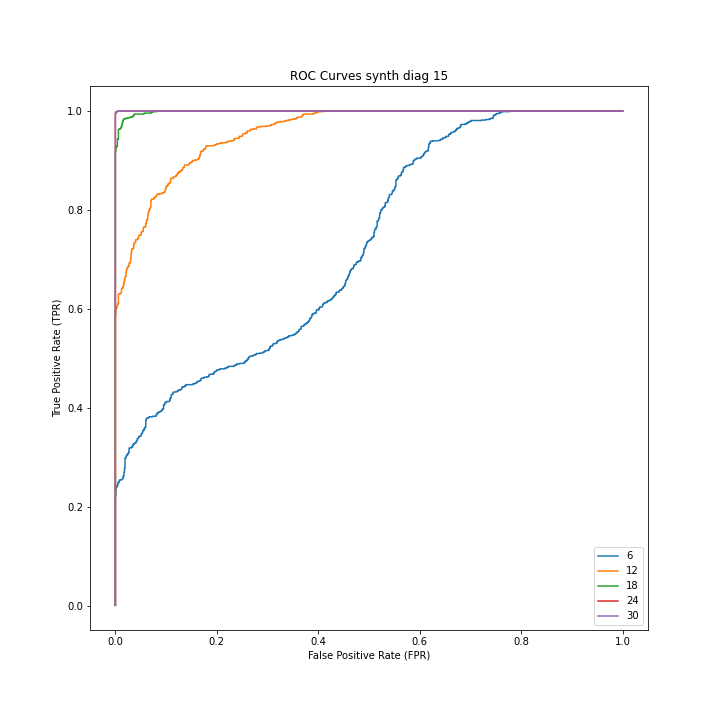 ROC Curves synth diag 15
True Positive Rate (TPR)
1.0
0.8
0.6
0.4
0.2
0.0
0.0 0.2 0.4 0.6 0.8 1.0
False Positive Rate (FPR)
6
12
18
24
30